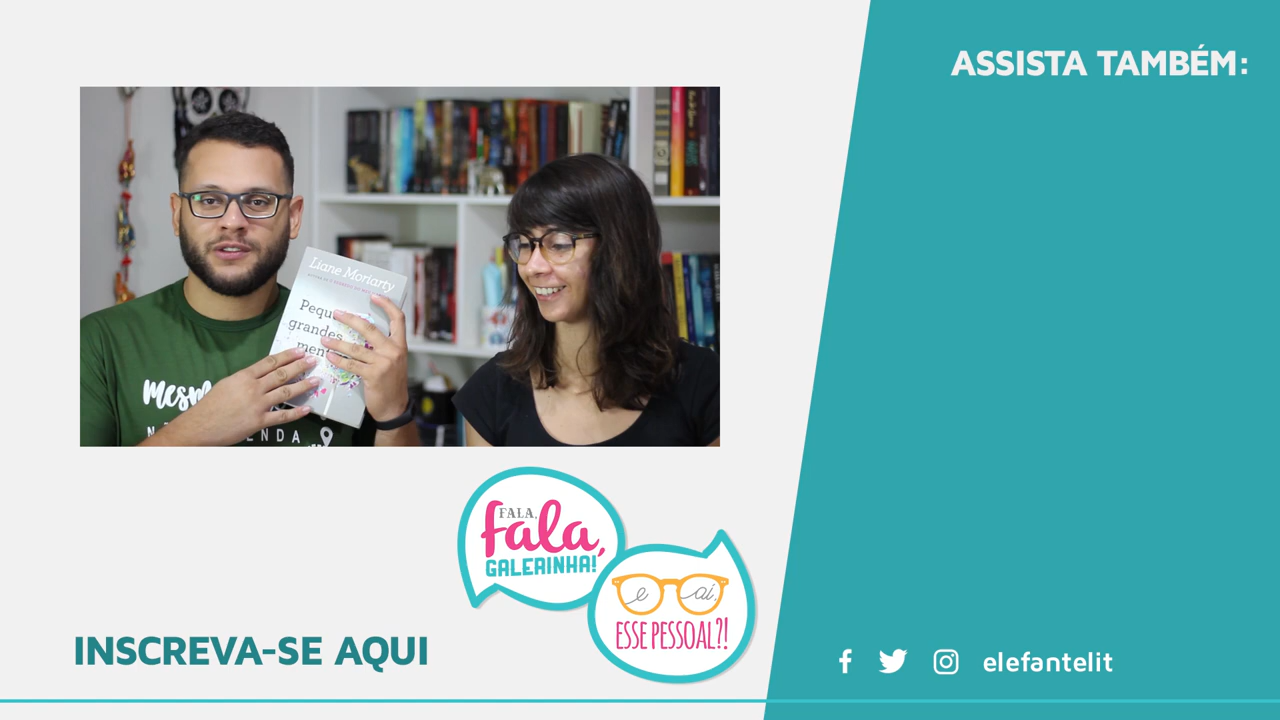 ASSISTA TAMBÉM:
Liane Moriarty
grandes
FALA,
fala,
GALERINHA!
e aí,
ESSE PESSOAL?!
INSCREVA-SE AQUI
elefantelit